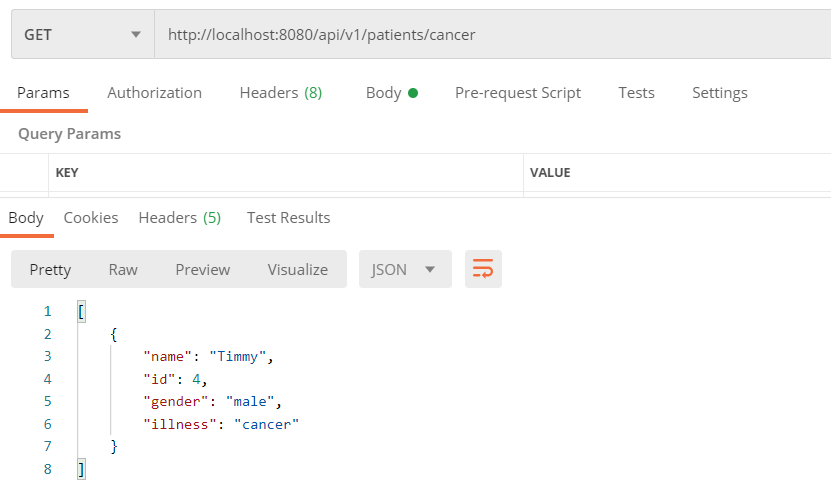 GET http://localhost:8080/api/v1/patients/cancer
Params Authorization Headers (8) Body Pre-request Script Tests Settings
Query Params
KEY VALUE
Body Cookies Headers (5) Test Results
Pretty Raw Preview Visualize JSON
1 [
2 {
3 "name": "Timmy",
4 "id": 4,
5 "gender": "male",
6 "illness": "cancer"
7 }
8 ]